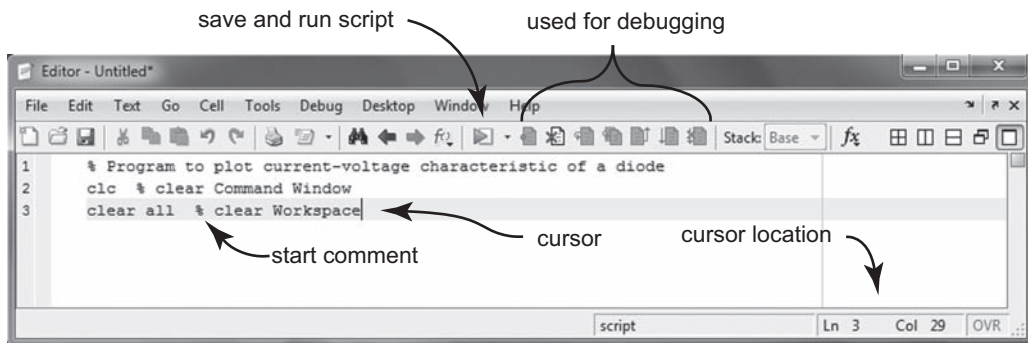 save and run script
used for debugging
Editor - Untitled*
File Edit Text Go Cell Tools Debug Desktop Window Help
Stack: Base fx
1 % Program to plot current-voltage characteristic of a diode
2 clc % clear Command Window
3 clear all % clear Workspace
start comment
cursor
cursor location
script Ln 3 Col 29 OVR